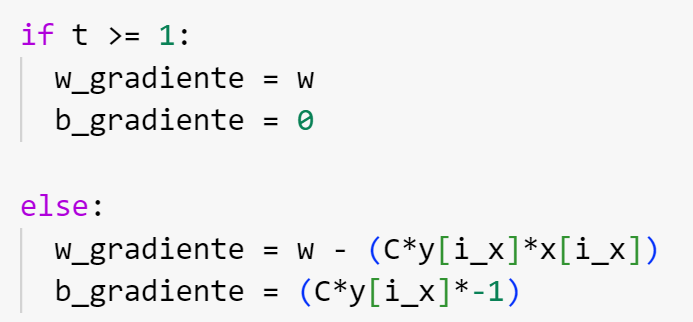 if t >= 1:
  w_gradiente = w
  b_gradiente = 0

else:
  w_gradiente = w - (C*y[i_x]*x[i_x])
  b_gradiente = (C*y[i_x]*-1)